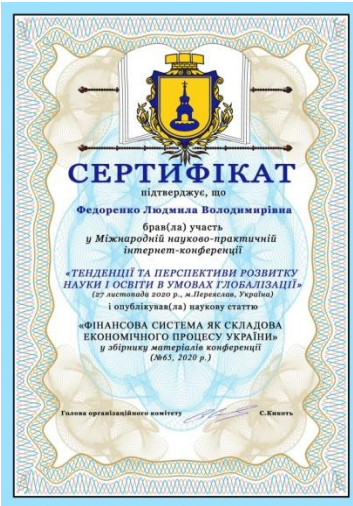 СЕРТИФІКАТ
підтверджує, що
Федоренко Людмила Володимирівна
брав(ла) участь
у Міжнародній науково-практичній
інтернет-конференції
«ТЕНДЕНЦІЇ ТА ПЕРСПЕКТИВИ РОЗВИТКУ
НАУКИ І ОСВІТИ В УМОВАХ ГЛОБАЛІЗАЦІЇ»
(27 листопада 2020 р., м.Переяслав, Україна)
і опублікував(ла) наукову статтю
«ФІНАНСОВА СИСТЕМА ЯК СКЛАДОВА
ЕКОНОМІЧНОГО ПРОЦЕСУ УКРАЇНИ»
у збірнику матеріалів конференції
(№65, 2020 р.)
Голова організаційного комітету С.Кикоть